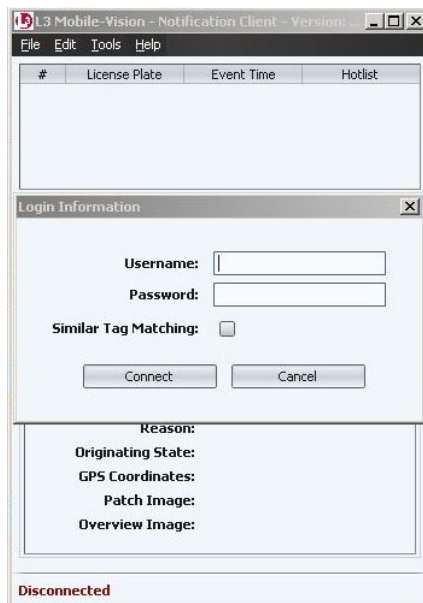 L3 L3 Mobile-Vision - Notification Client - Version: ...
File Edit Tools Help
# License Plate Event Time Hotlist
Login Information
Username:
Password:
Similar Tag Matching:
Connect Cancel
Reason:
Originating State:
GPS Coordinates:
Patch Image:
Overview Image:
Disconnected